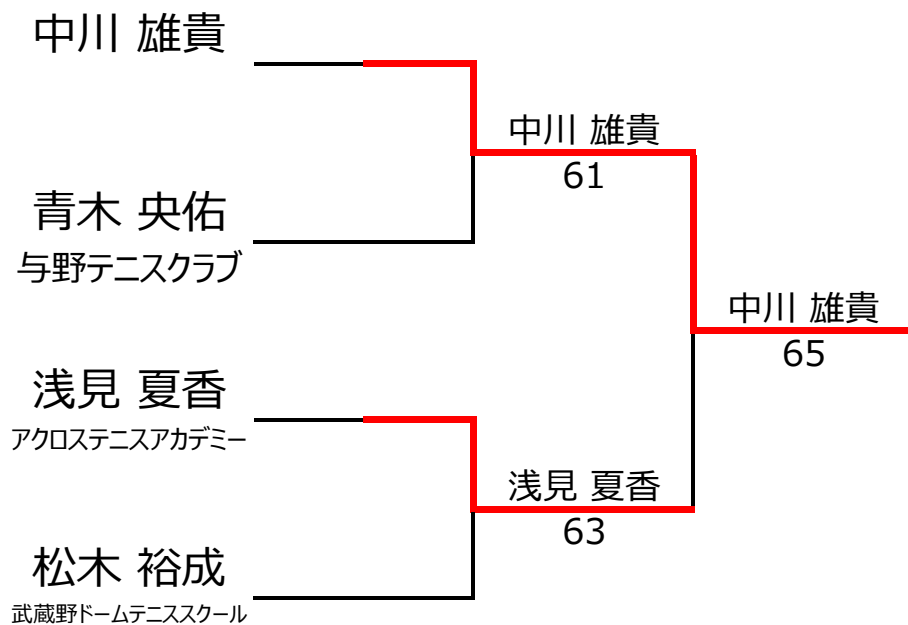 中川 雄貴
青木 央佑
与野テニスクラブ
浅見 夏香
アクロステニスアカデミー
松木 裕成
武蔵野ドームテニススクール
中川 雄貴
61
浅見 夏香
63
中川 雄貴
65